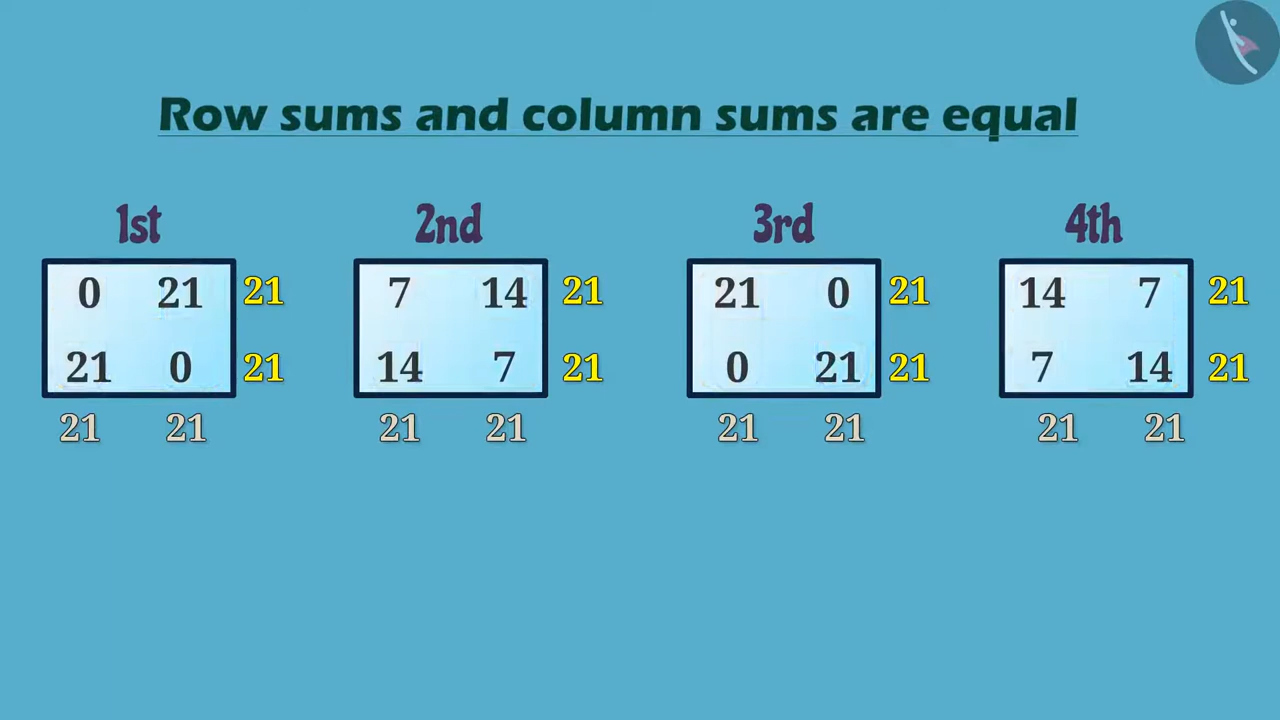 Row sums and column sums are equal
1st 2nd 3rd 4th
0 21 21 7 14 21 21 0 21 14 7 21
21 0 21 14 7 21 0 21 21 7 14 21
21 21 21 21 21 21 21 21